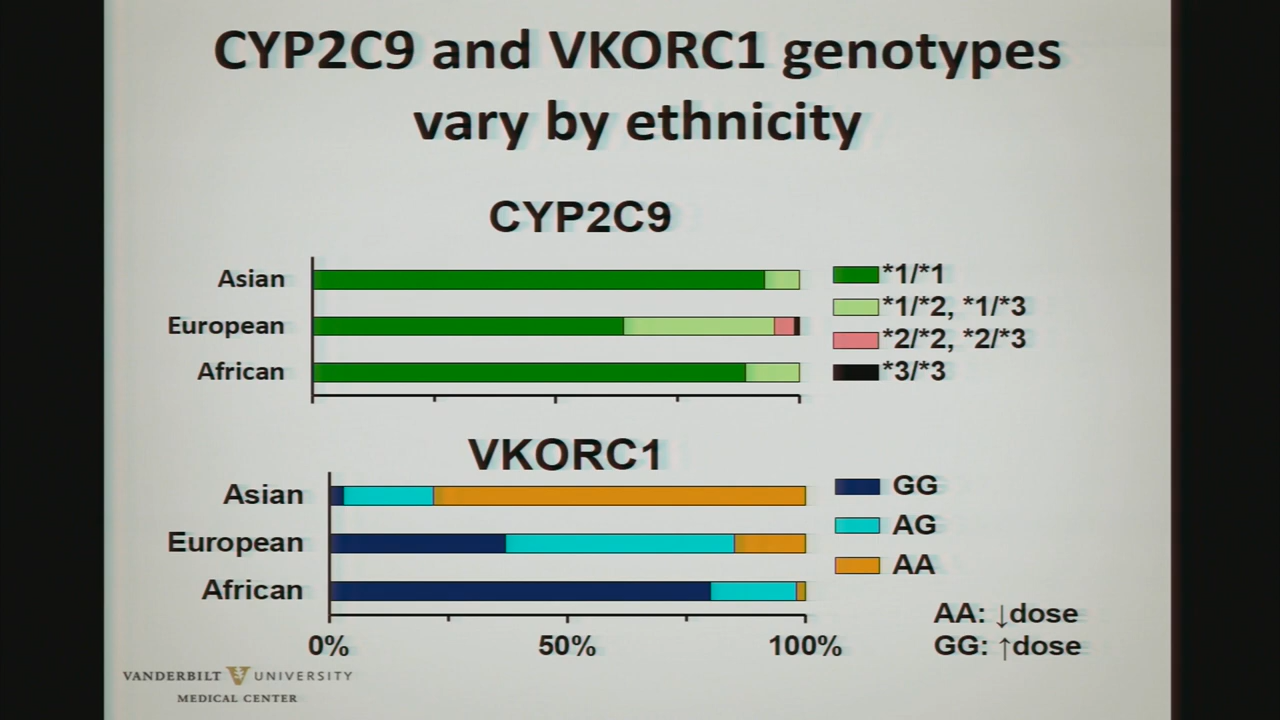 CYP2C9 and VKORC1 genotypes
vary by ethnicity
CYP2C9
Asian
European
African
*1/*1
*1/*2, *1/*3
*2/*2, *2/*3
*3/*3
VKORC1
Asian
European
African
0%
50%
100%
GG
AG
AA
AA: ↓dose
GG: ↑dose
VANDERBILT UNIVERSITY
MEDICAL CENTER